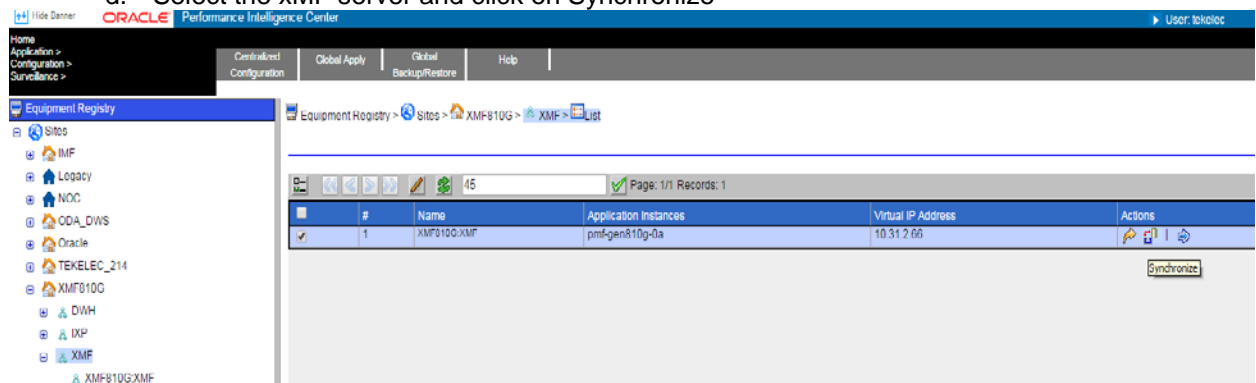 d. Select the xMF server and click on Synchronize
Hide Banner ORACLE Performance Intelligence Center User: tekelec
Home
Application >
Configuration >
Surveillance >
Centralized Configuration Global Apply Global Backup/Restore Help
Equipment Registry
Equipment Registry > Sites > XMF810G > XMF > List
Sites
IMF
Legacy
NOC
ODA_DWS
Oracle
TEKELEC_214
XMF810G
DWH
IXP
XMF
XMF810G:XMF
45 Page: 1/1 Records: 1
# Name Application Instances Virtual IP Address Actions
1 XMF810G:XMF pmf-gen810g-0a 10.31.2.66
Synchronize